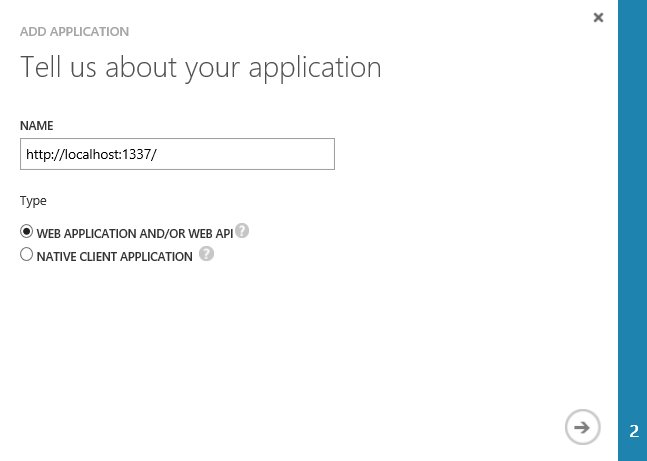 ADD APPLICATION
Tell us about your application
NAME
http://localhost:1337/
Type
WEB APPLICATION AND/OR WEB API ?
NATIVE CLIENT APPLICATION ?
2